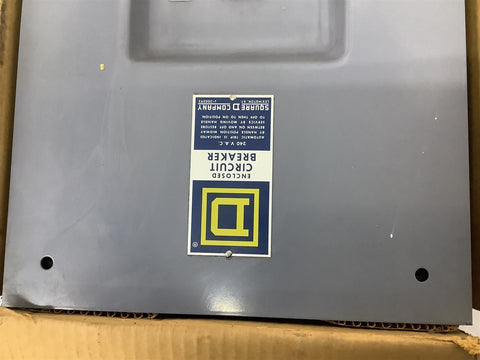 D
®
ENCLOSED
CIRCUIT
BREAKER
240 V. A. C.
AUTOMATIC TRIP IS INDICATED
BY HANDLE POSITION MIDWAY
BETWEEN ON AND OFF. RESTORE
SERVICE BY MOVING HANDLE
TO OFF THEN TO ON POSITION.
SQUARE D COMPANY
LEXINGTON, KY.